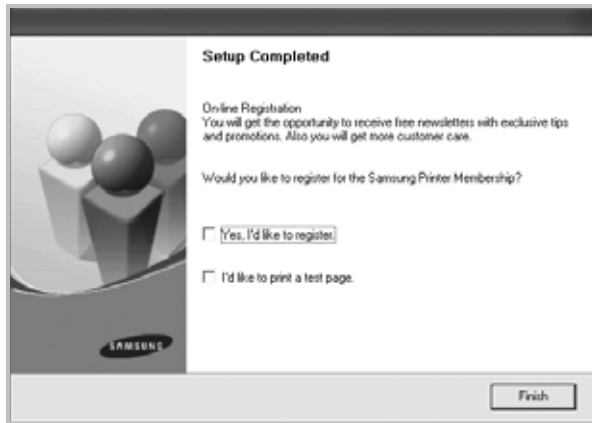 Setup Completed
On-line Registration
You will get the opportunity to receive free newsletters with exclusive tips
and promotions. Also you will get more customer care.
Would you like to register for the Samsung Printer Membership?
Yes, I'd like to register.
I'd like to print a test page.
SAMSUNG
Finish